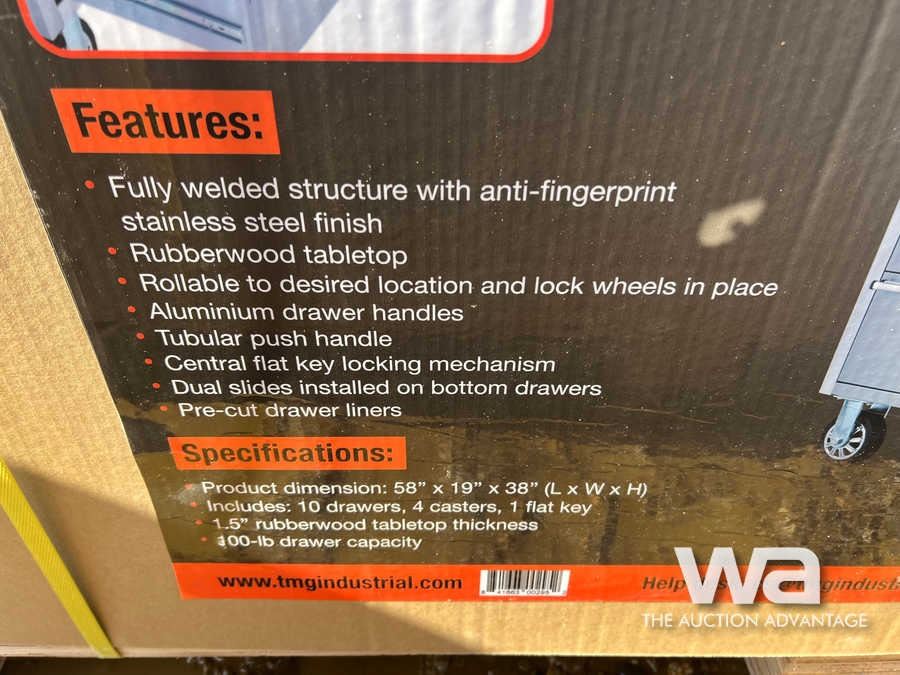 Features:
• Fully welded structure with anti-fingerprint
stainless steel finish
• Rubberwood tabletop
• Rollable to desired location and lock wheels in place
• Aluminium drawer handles
• Tubular push handle
• Central flat key locking mechanism
• Dual slides installed on bottom drawers
• Pre-cut drawer liners
Specifications:
• Product dimension: 58” x 19” x 38” (L x W x H)
• Includes: 10 drawers, 4 casters, 1 flat key
• 1.5” rubberwood tabletop thickness
• 100-lb drawer capacity
www.tmgindustrial.com
Help
wa
THE AUCTION ADVANTAGE